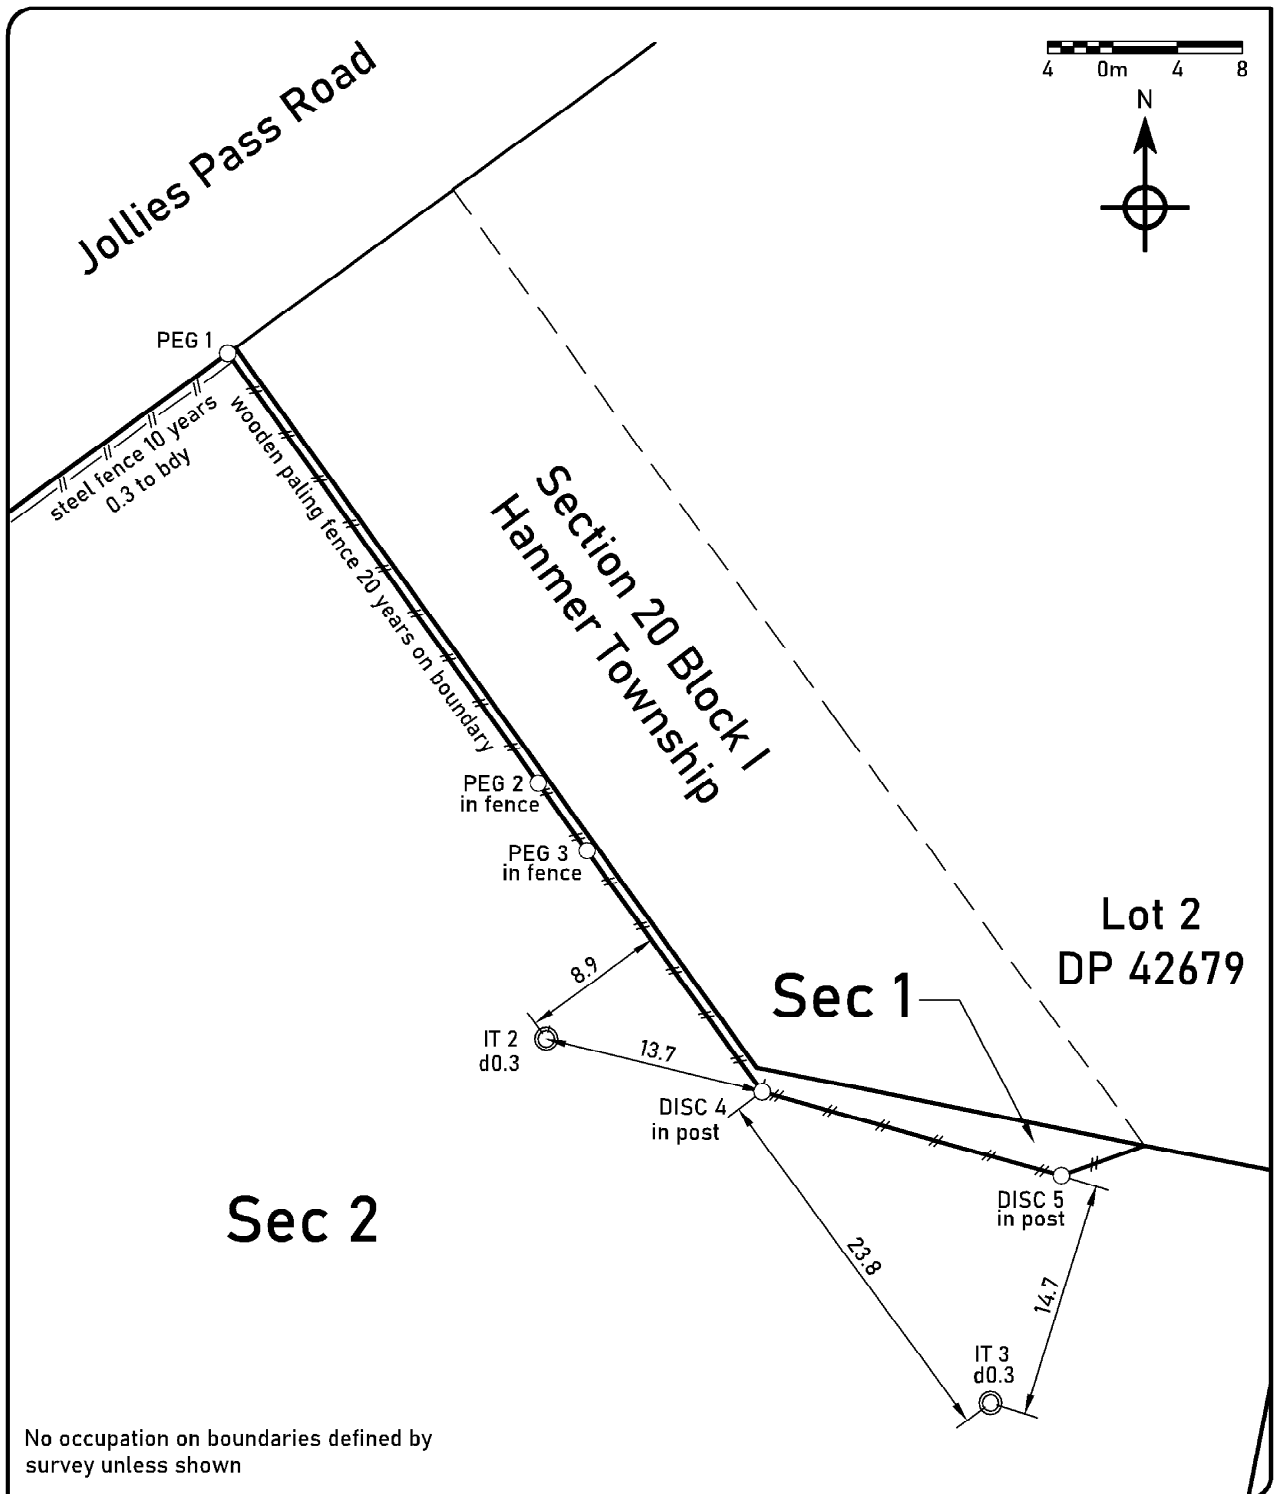 Jollies Pass Road
4 0m 4 8
N
PEG 1
steel fence 10 years
0.3 to bdy
wooden paling fence 20 years on boundary
Section 20 Block I
Hanmer Township
PEG 2
in fence
PEG 3
in fence
Lot 2
DP 42679
Sec 1
8.9
IT 2
d0.3
13.7
DISC 4
in post
Sec 2
DISC 5
in post
23.8
14.7
IT 3
d0.3
No occupation on boundaries defined by
survey unless shown